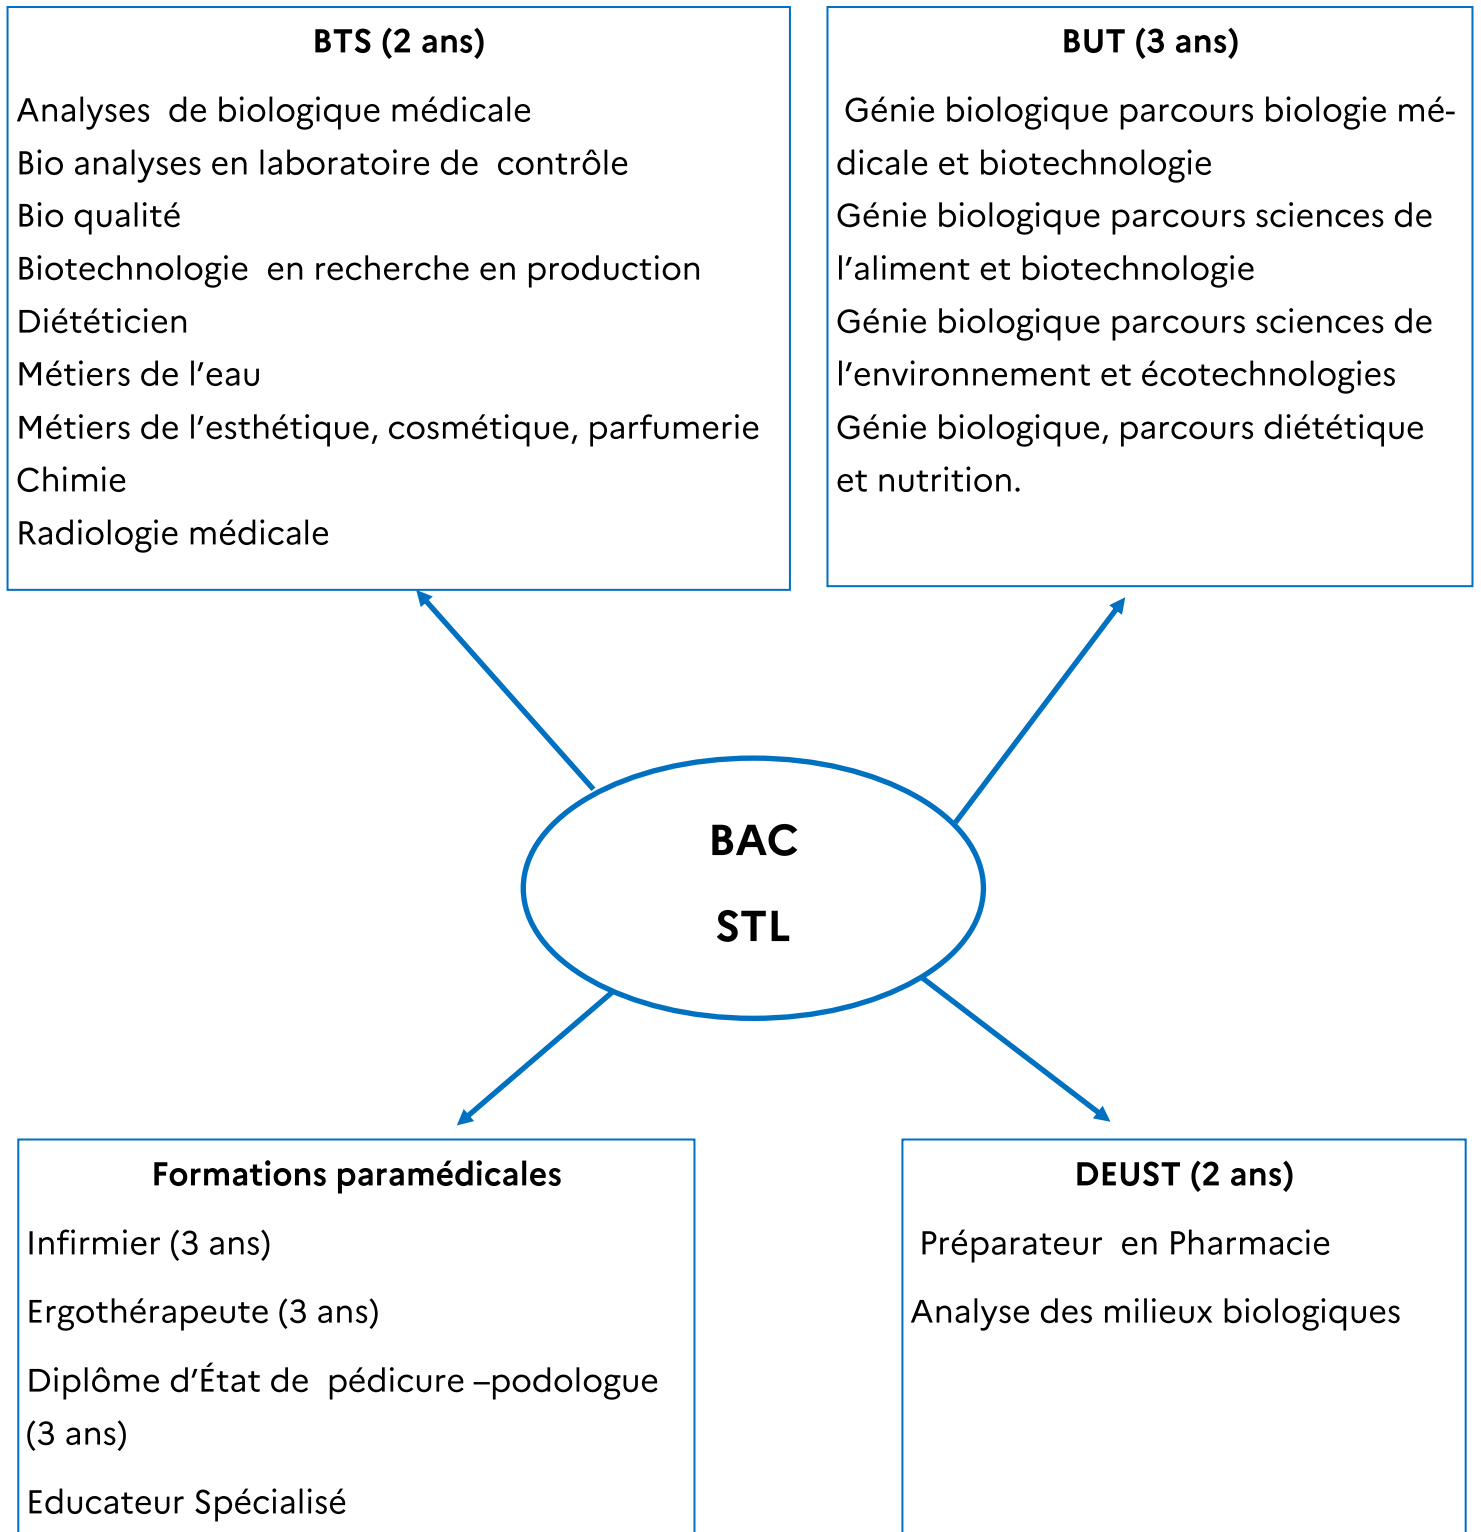 BTS (2 ans)
Analyses de biologique médicale
Bio analyses en laboratoire de contrôle
Bio qualité
Biotechnologie en recherche en production
Diététicien
Métiers de l'eau
Métiers de l'esthétique, cosmétique, parfumerie
Chimie
Radiologie médicale
BUT (3 ans)
Génie biologique parcours biologie mé-
dicale et biotechnologie
Génie biologique parcours sciences de
l'aliment et biotechnologie
Génie biologique parcours sciences de
l'environnement et écotechnologies
Génie biologique, parcours diététique
et nutrition.
BAC
STL
Formations paramédicales
Infirmier (3 ans)
Ergothérapeute (3 ans)
Diplôme d'État de pédicure –podologue
(3 ans)
Educateur Spécialisé
DEUST (2 ans)
Préparateur en Pharmacie
Analyse des milieux biologiques